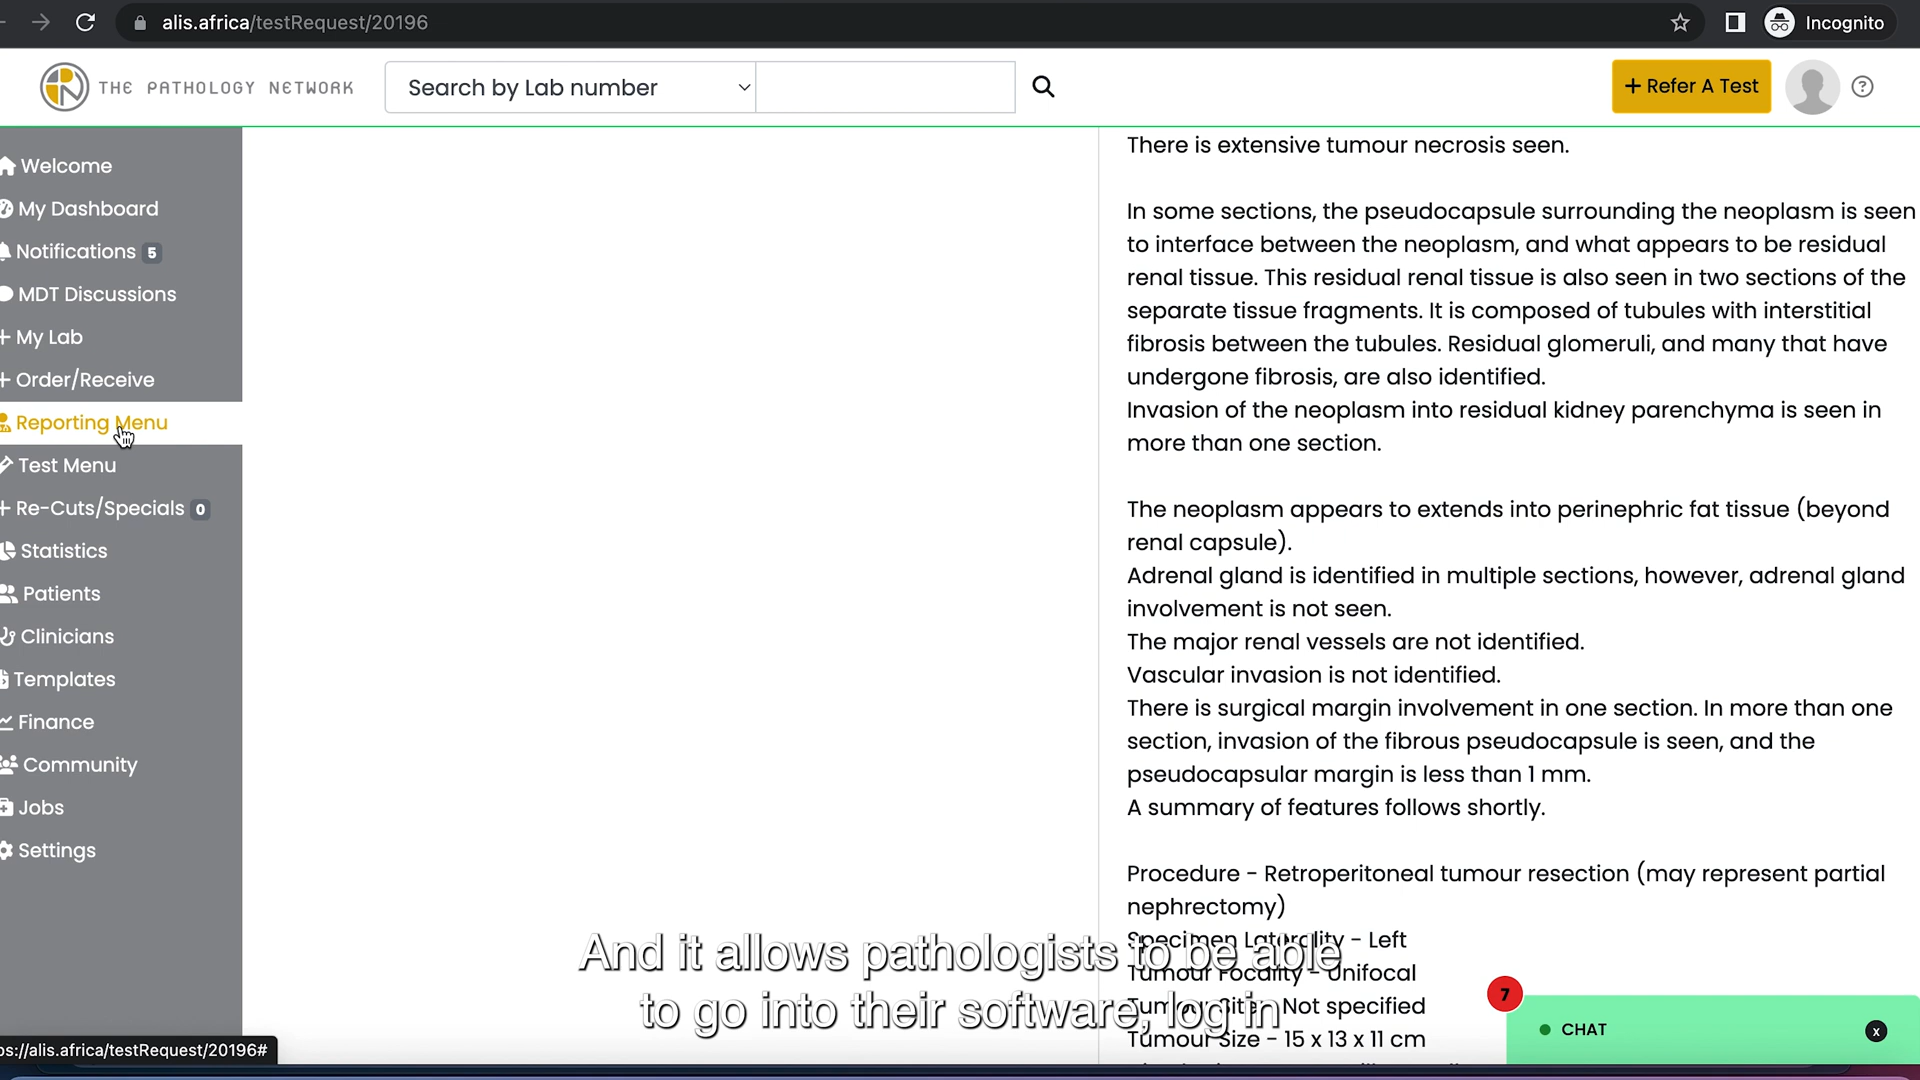 alis.africa/testRequest/20196
Incognito
THE PATHOLOGY NETWORK
Search by Lab number
+ Refer A Test
Welcome
My Dashboard
Notifications 5
MDT Discussions
My Lab
Order/Receive
Reporting Menu
Test Menu
Re-Cuts/Specials 0
Statistics
Patients
Clinicians
Templates
Finance
Community
Jobs
Settings
There is extensive tumour necrosis seen.
In some sections, the pseudocapsule surrounding the neoplasm is seen
to interface between the neoplasm, and what appears to be residual
renal tissue. This residual renal tissue is also seen in two sections of the
separate tissue fragments. It is composed of tubules with interstitial
fibrosis between the tubules. Residual glomeruli, and many that have
undergone fibrosis, are also identified.
Invasion of the neoplasm into residual kidney parenchyma is seen in
more than one section.
The neoplasm appears to extends into perinephric fat tissue (beyond
renal capsule).
Adrenal gland is identified in multiple sections, however, adrenal gland
involvement is not seen.
The major renal vessels are not identified.
Vascular invasion is not identified.
There is surgical margin involvement in one section. In more than one
section, invasion of the fibrous pseudocapsule is seen, and the
pseudocapsular margin is less than 1 mm.
A summary of features follows shortly.
Procedure - Retroperitoneal tumour resection (may represent partial
nephrectomy)
Specimen Laterality - Left
Tumour Focality - Unifocal
Tumour Site - Not specified
Tumour Size - 15 x 13 x 11 cm
And it allows pathologists to be able
to go into their software, log in
7
CHAT
x
ps://alis.africa/testRequest/20196#